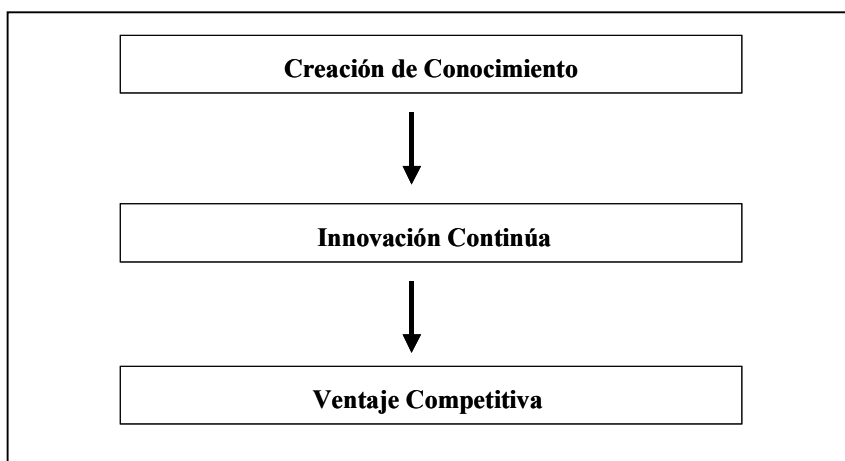 Creación de Conocimiento
Innovación Continúa
Ventaje Competitiva